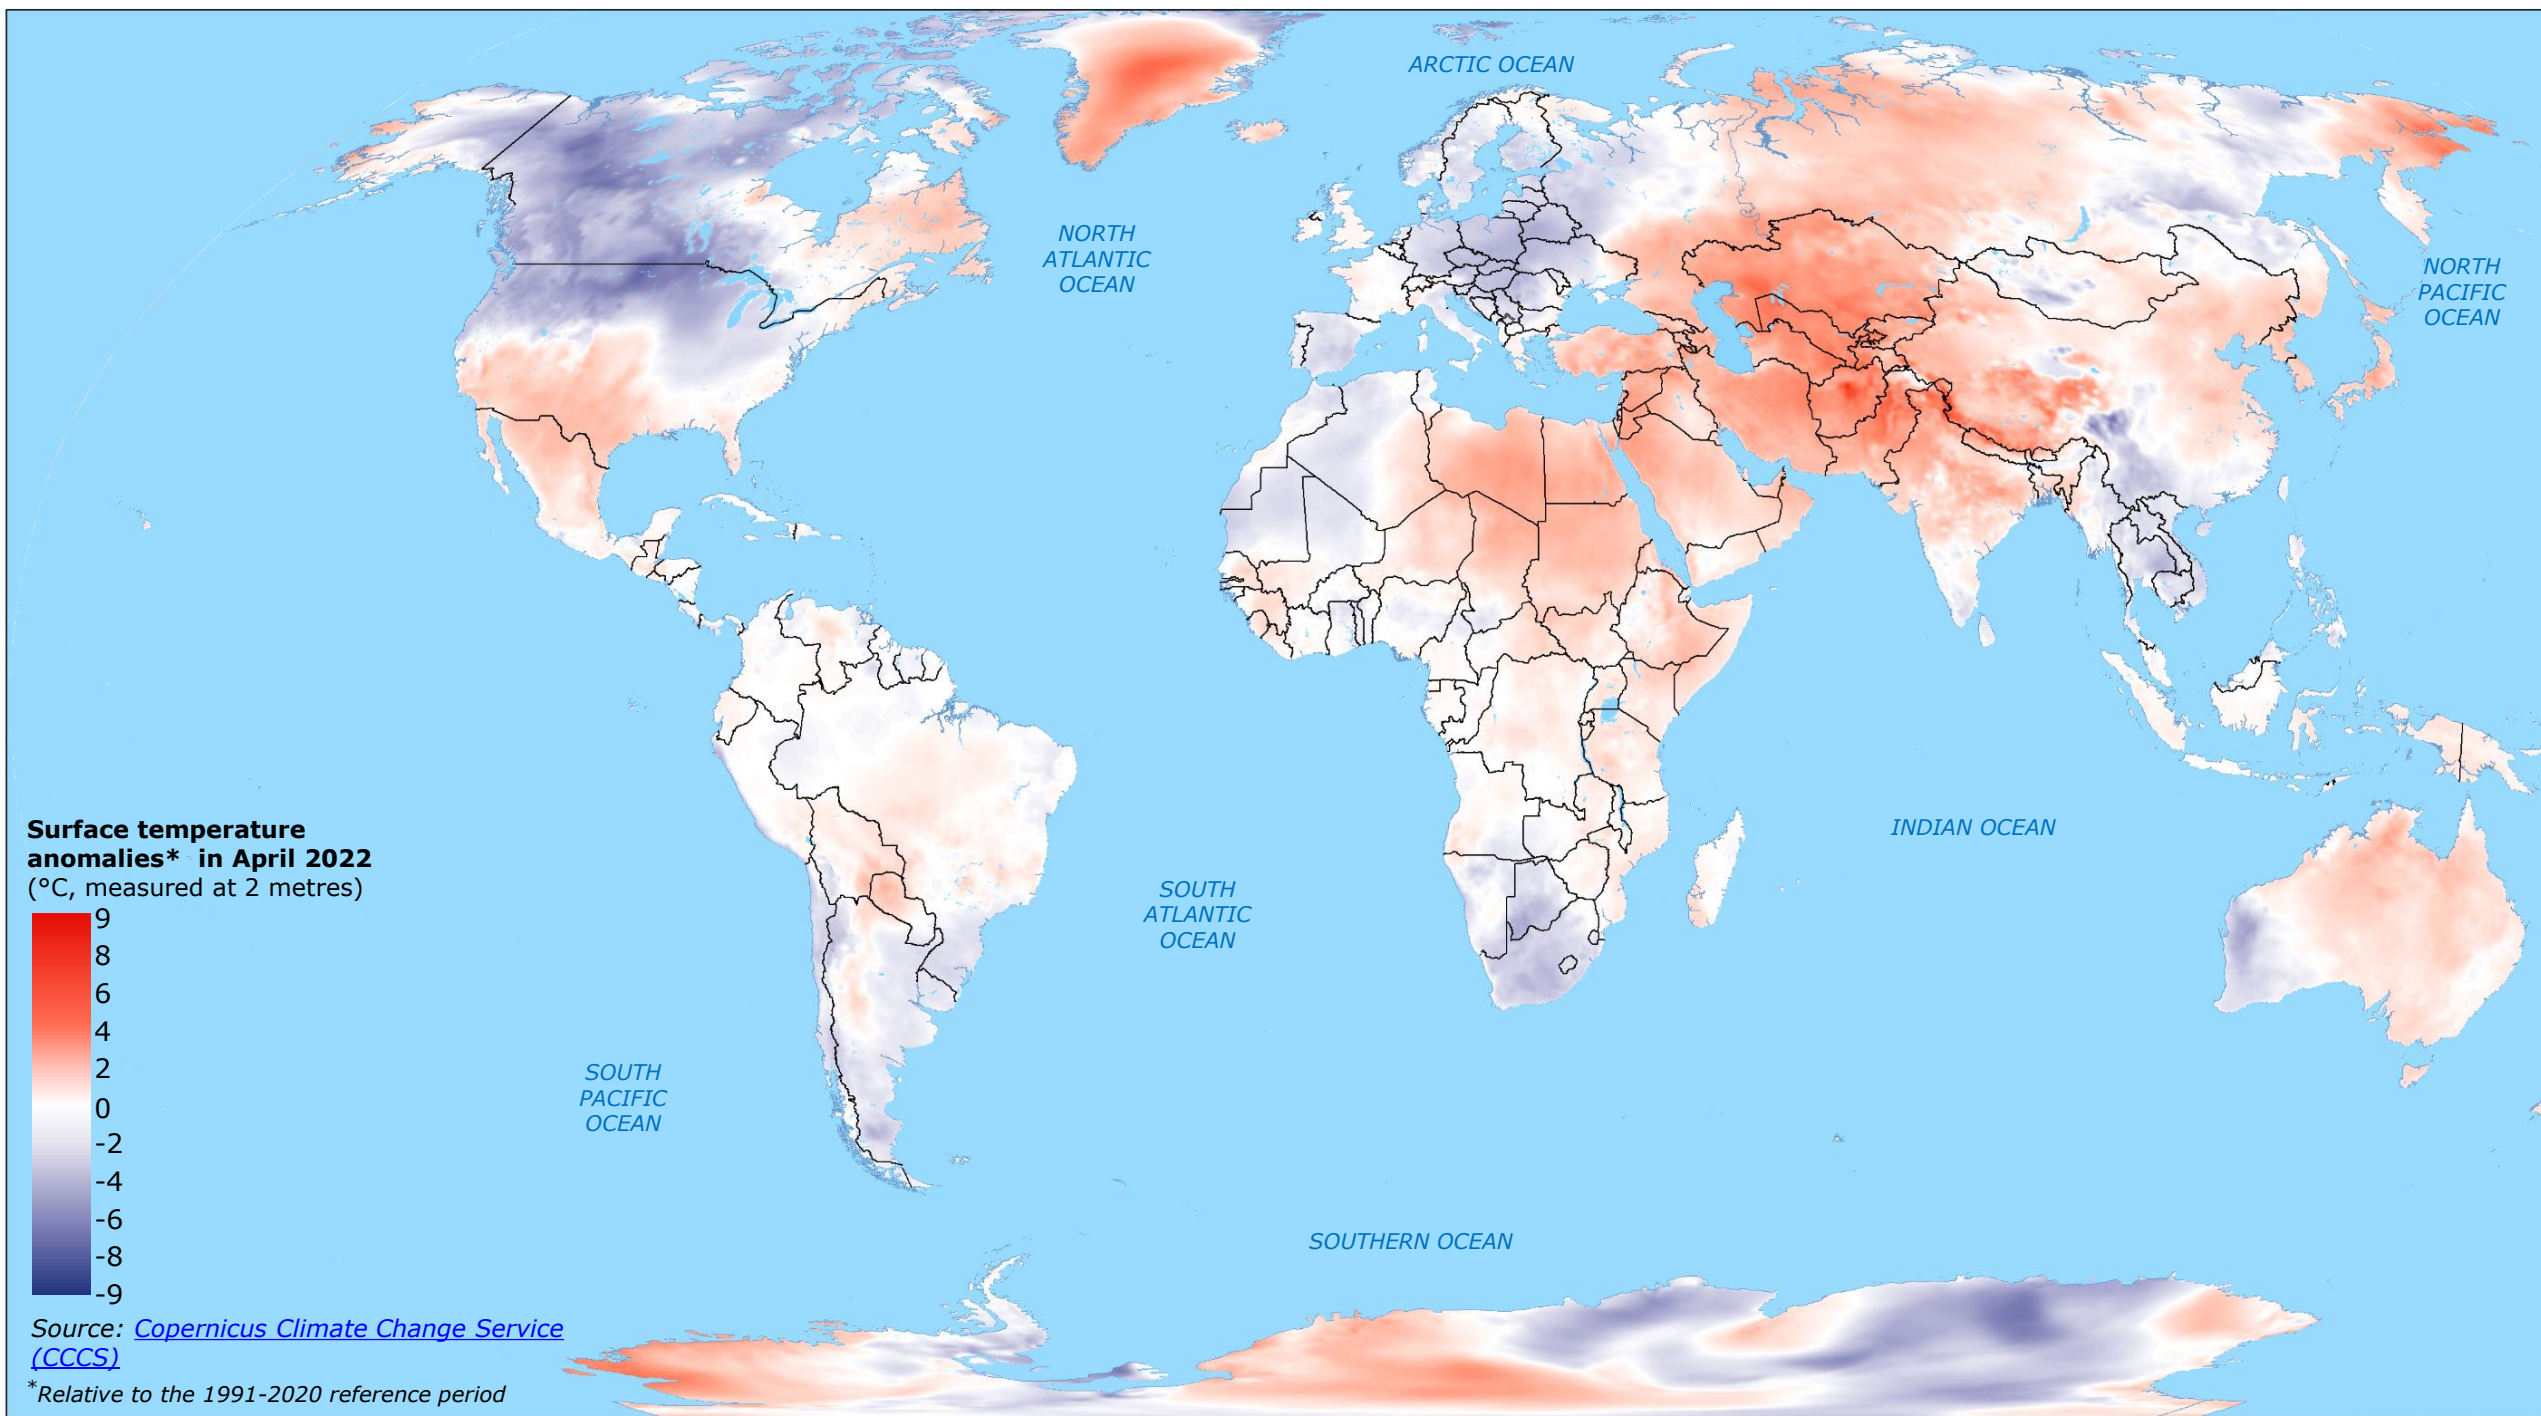 ARCTIC OCEAN
NORTH
ATLANTIC
OCEAN
NORTH
PACIFIC
OCEAN
INDIAN OCEAN
SOUTH
ATLANTIC
OCEAN
SOUTH
PACIFIC
OCEAN
SOUTHERN OCEAN
Surface temperature
anomalies* in April 2022
(°C, measured at 2 metres)
9
8
6
4
2
0
-2
-4
-6
-8
-9
Source: Copernicus Climate Change Service
(CCCS)
*Relative to the 1991-2020 reference period